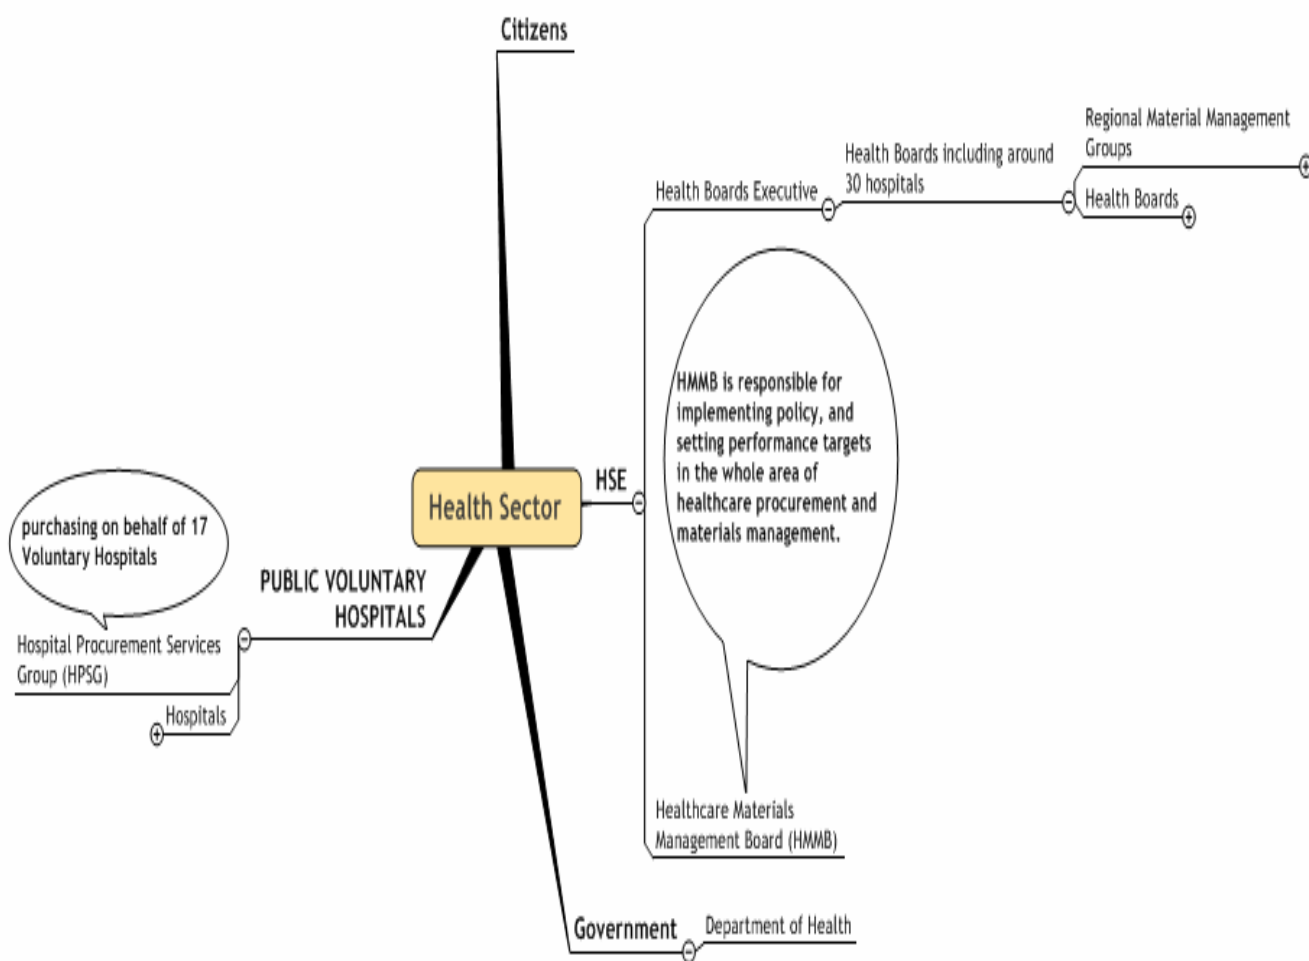 Citizens
Regional Material Management
Groups
Health Boards including around
30 hospitals
Health Boards Executive
Health Boards
HMMB is responsible for
implementing policy, and
setting performance targets
in the whole area of
healthcare procurement and
materials management.
HSE
Health Sector
purchasing on behalf of 17
Voluntary Hospitals
PUBLIC VOLUNTARY
HOSPITALS
Hospital Procurement Services
Group (HPSG)
Hospitals
Healthcare Materials
Management Board (HMMB)
Government
Department of Health